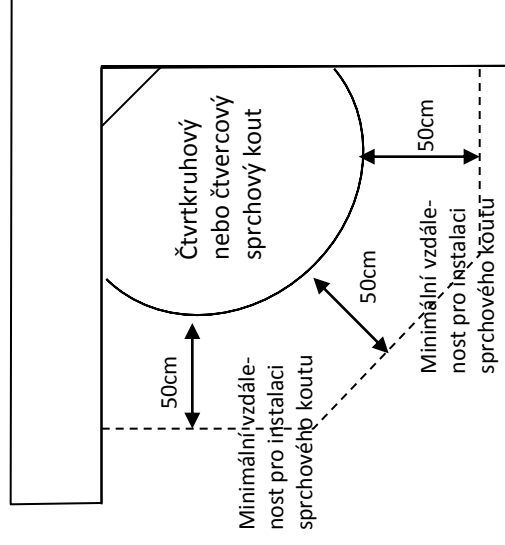 Čtvrtkruhový
nebo čtvercový
sprchový kout
50cm
50cm
50cm
Minimální vzdále-
nost pro instalaci
sprchového koutu
Minimální vzdále-
nost pro instalaci
sprchového koutu